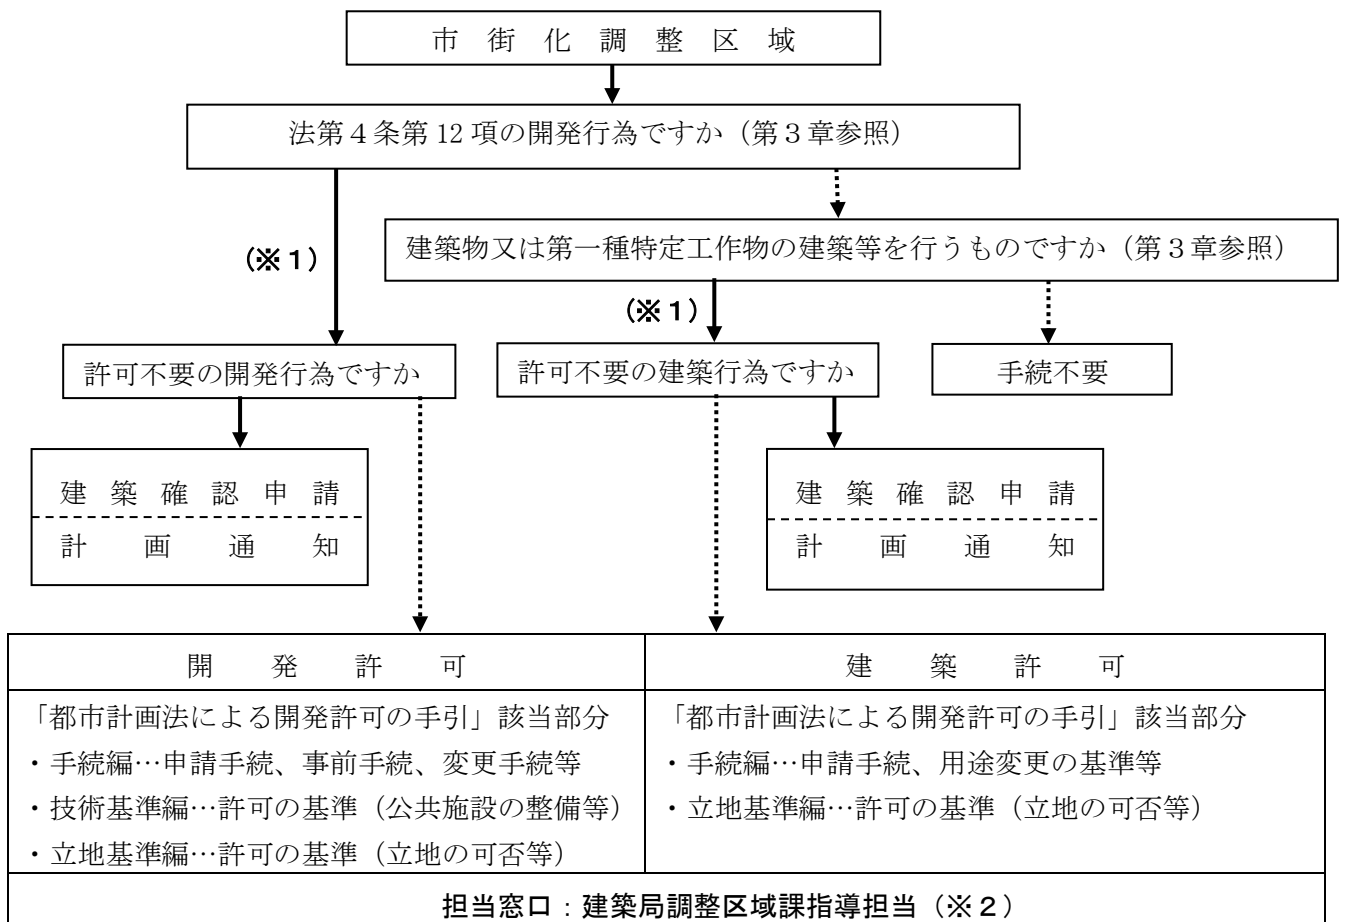 市街化調整区域
法第４条第12項の開発行為ですか（第３章参照）
建築物又は第一種特定工作物の建築等を行うものですか（第３章参照）
（※１）
（※１）
許可不要の開発行為ですか
許可不要の建築行為ですか
手続不要
建築確認申請
計画通知
建築確認申請
計画通知
開発許可
「都市計画法による開発許可の手引」該当部分
・手続編…申請手続、事前手続、変更手続等
・技術基準編…許可の基準（公共施設の整備等）
・立地基準編…許可の基準（立地の可否等）
建築許可
「都市計画法による開発許可の手引」該当部分
・手続編…申請手続、用途変更の基準等
・立地基準編…許可の基準（立地の可否等）
担当窓口：建築局調整区域課指導担当（※２）